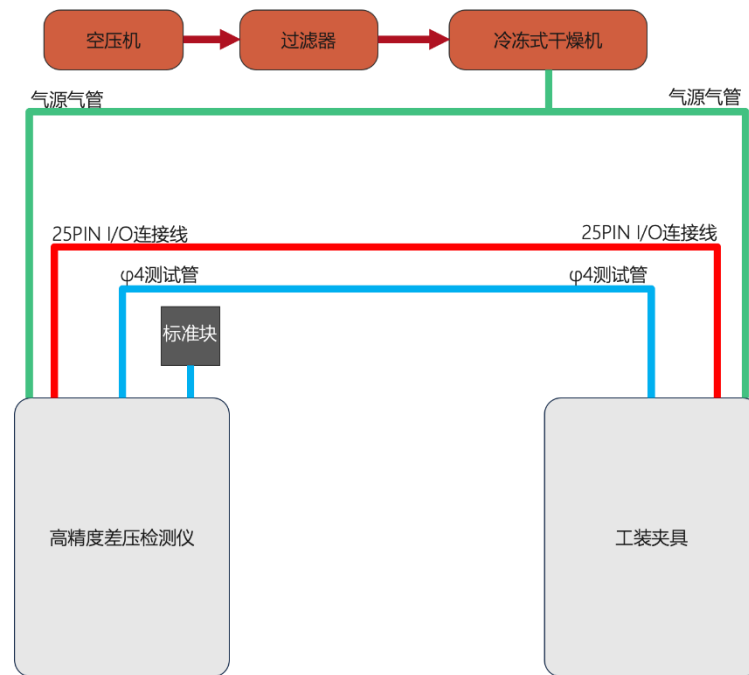 空压机
过滤器
冷冻式干燥机
气源气管
气源气管
25PIN I/O连接线
25PIN I/O连接线
φ4测试管
φ4测试管
标准块
高精度差压检测仪
工装夹具